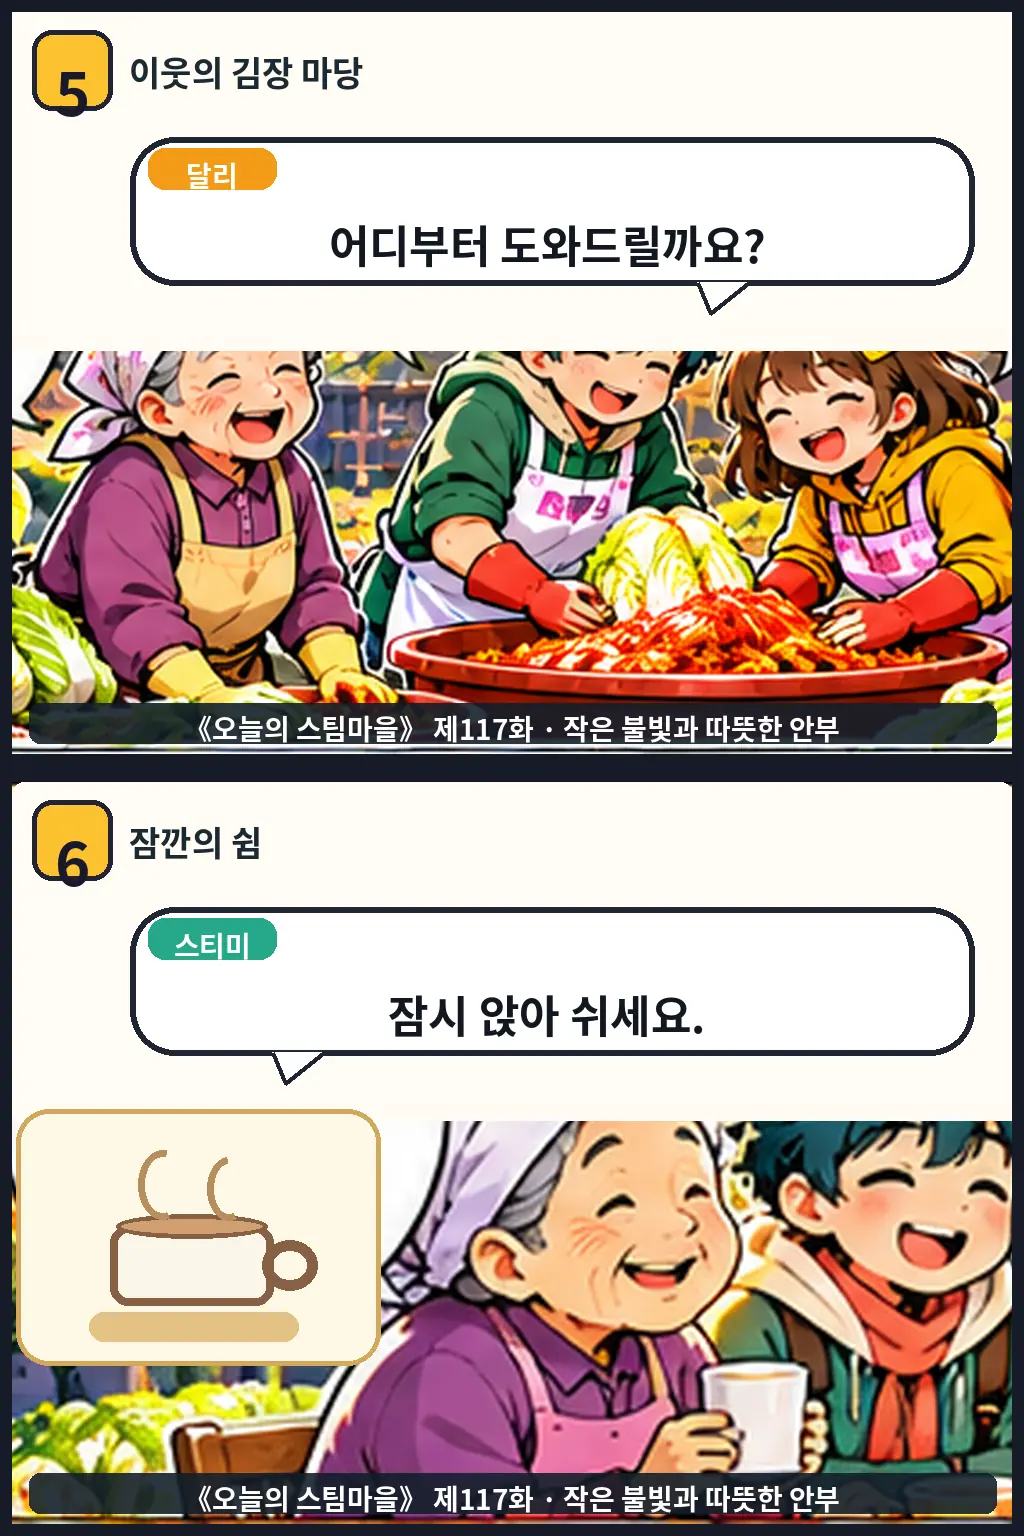 5
이웃의 김장 마당
달리
어디부터 도와드릴까요?
《오늘의 스팀마을》 제117화 · 작은 불빛과 따뜻한 안부
6
잠깐의 쉼
스티미
잠시 앉아 쉬세요.
《오늘의 스팀마을》 제117화 · 작은 불빛과 따뜻한 안부